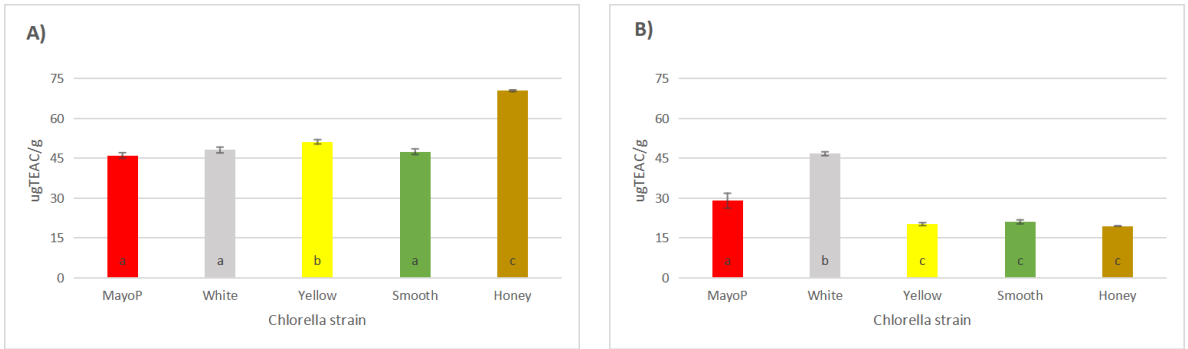 A)
ugTEAC/g
75
60
45
30
15
0
a
a
b
a
c
MayoP
White
Yellow
Smooth
Honey
Chlorella strain
B)
ugTEAC/g
75
60
45
30
15
0
a
b
c
c
c
MayoP
White
Yellow
Smooth
Honey
Chlorella strain